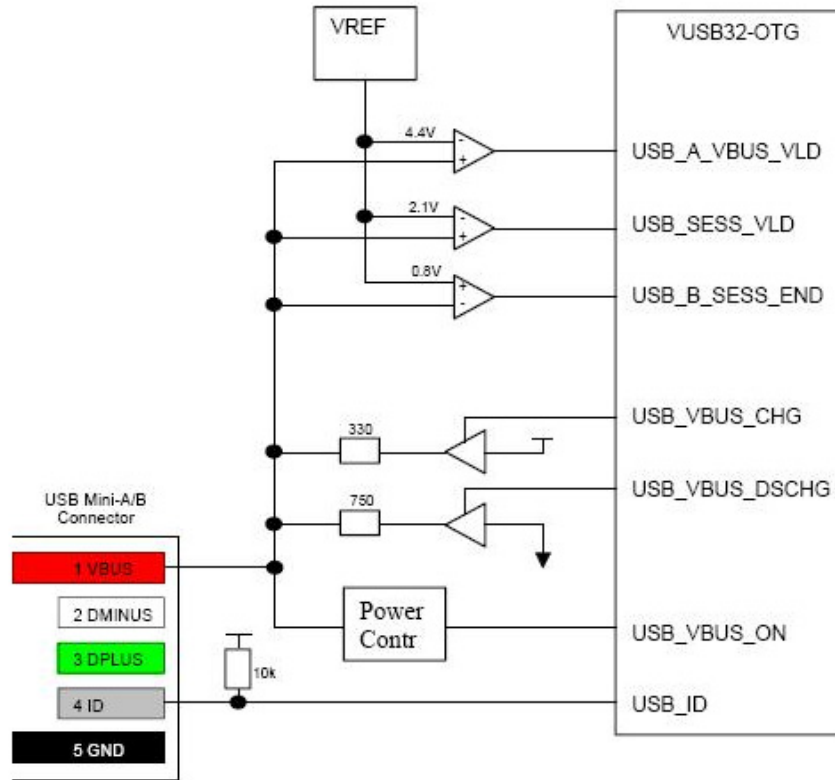 VREF
VUSB32-OTG
4.4V
-
+
USB_A_VBUS_VLD
2.1V
-
+
USB_SESS_VLD
0.8V
+
-
USB_B_SESS_END
USB_VBUS_CHG
330
USB_VBUS_DSCHG
750
USB Mini-A/B
Connector
1 VBUS
2 DMINUS
3 DPLUS
4 ID
5 GND
10k
Power
Contr
USB_VBUS_ON
USB_ID